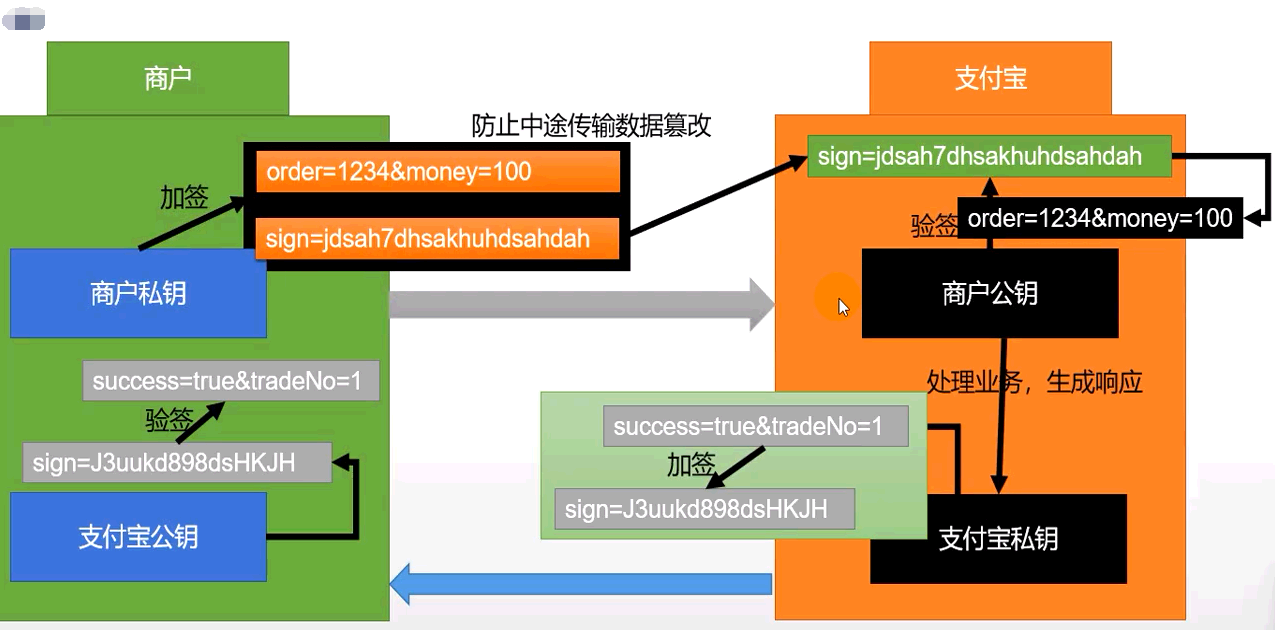 商户
支付宝
防止中途传输数据篡改
order=1234&money=100
加签
sign=jdsah7dhsakhuhdsahdah
商户私钥
sign=jdsah7dhsakhuhdsahdah
验签
order=1234&money=100
商户公钥
处理业务，生成响应
success=true&tradeNo=1
验签
sign=J3uukd898dsHKJH
支付宝公钥
success=true&tradeNo=1
加签
sign=J3uukd898dsHKJH
支付宝私钥